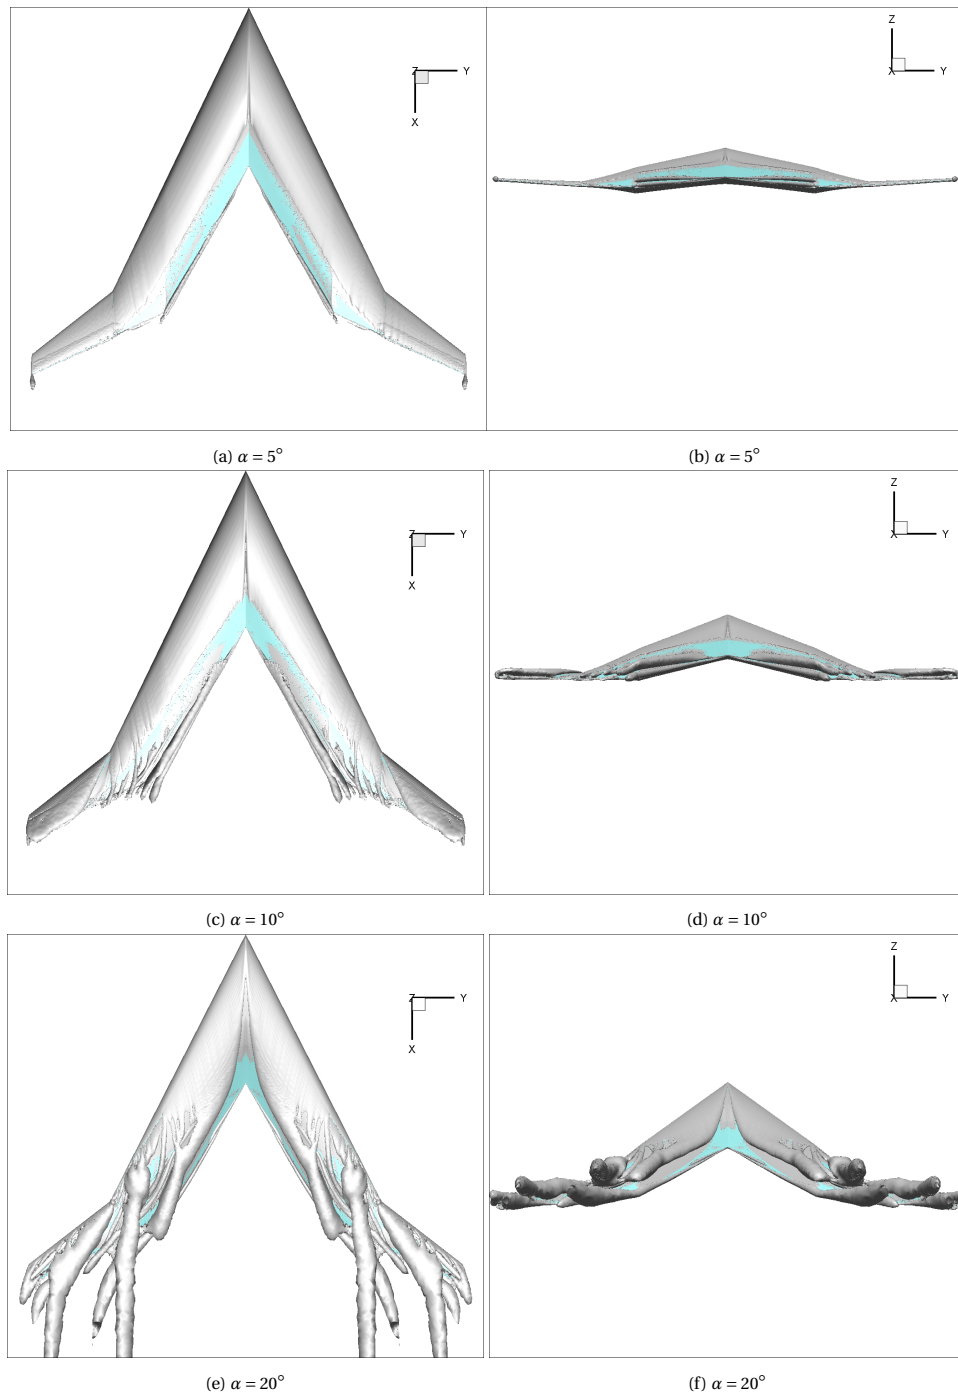 Z Y
X
Z
X Y
(a) α = 5°
(b) α = 5°
Z Y
X
Z
X Y
(c) α = 10°
(d) α = 10°
Z Y
X
Z
X Y
(e) α = 20°
(f) α = 20°